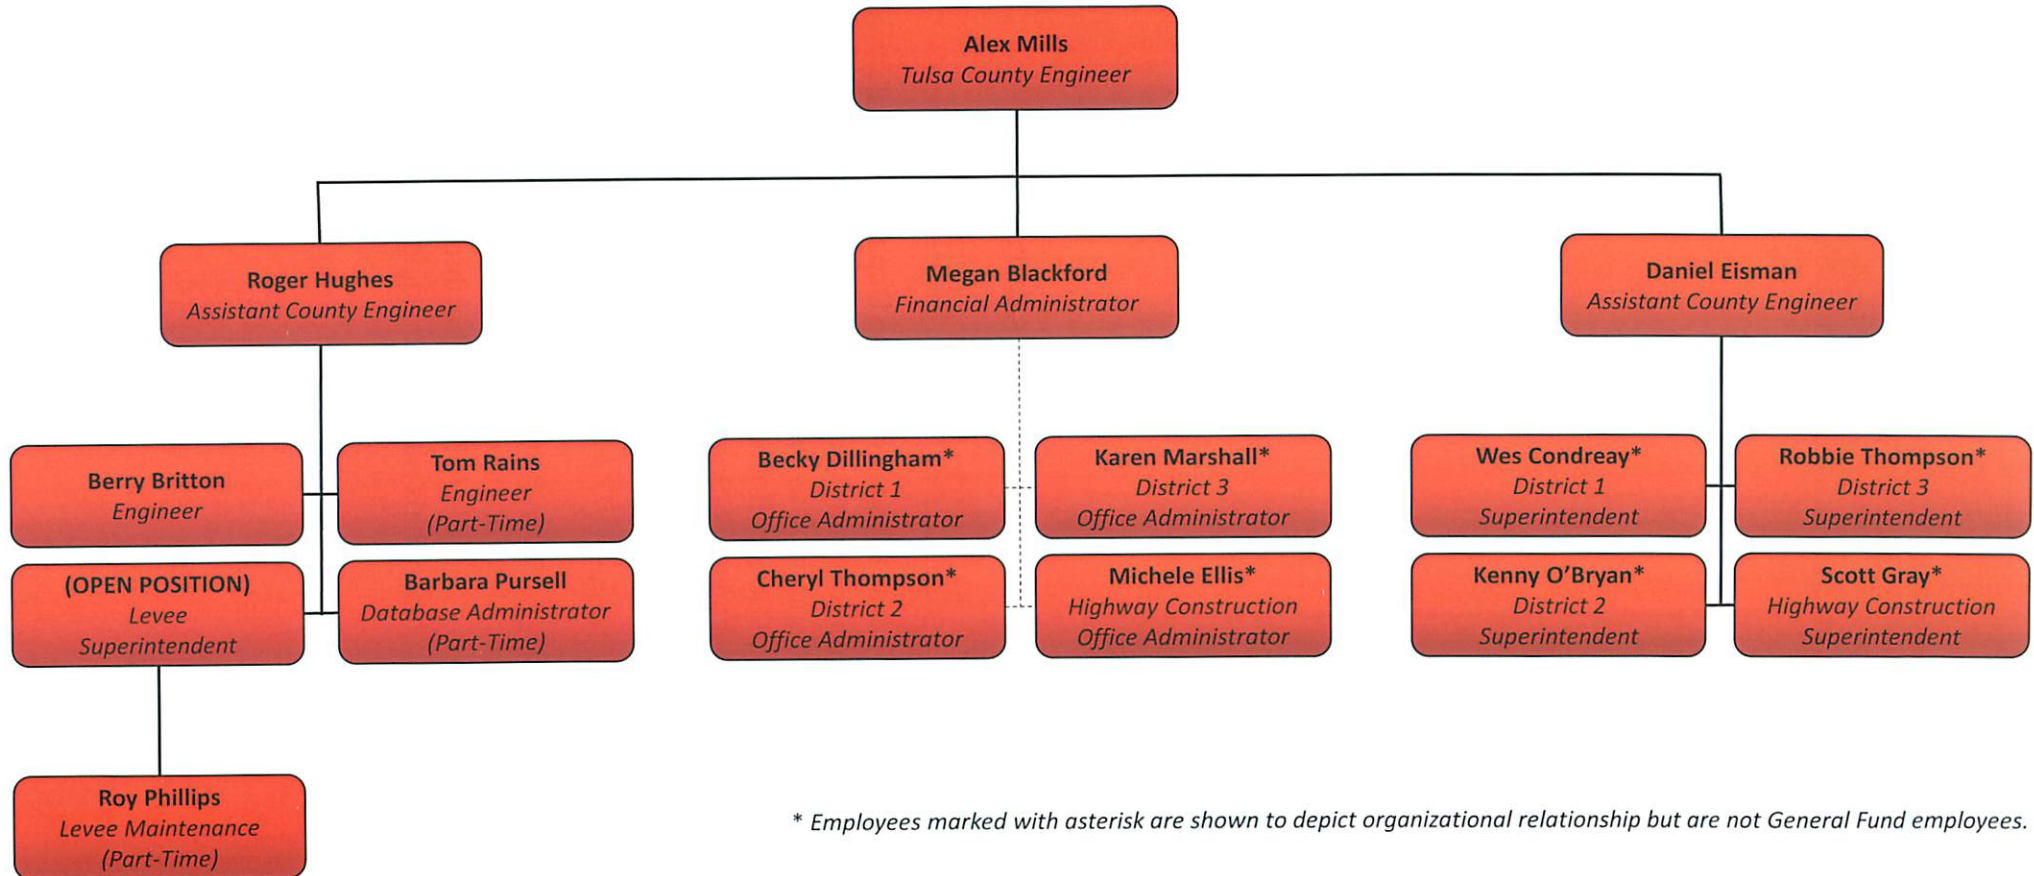 Alex Mills
Tulsa County Engineer
Roger Hughes
Assistant County Engineer
Megan Blackford
Financial Administrator
Daniel Eisman
Assistant County Engineer
Berry Britton
Engineer
Tom Rains
Engineer
(Part-Time)
(OPEN POSITION)
Levee
Superintendent
Barbara Pursell
Database Administrator
(Part-Time)
Roy Phillips
Levee Maintenance
(Part-Time)
Becky Dillingham*
District 1
Office Administrator
Karen Marshall*
District 3
Office Administrator
Cheryl Thompson*
District 2
Office Administrator
Michele Ellis*
Highway Construction
Office Administrator
Wes Condreay*
District 1
Superintendent
Robbie Thompson*
District 3
Superintendent
Kenny O’Bryan*
District 2
Superintendent
Scott Gray*
Highway Construction
Superintendent
* Employees marked with asterisk are shown to depict organizational relationship but are not General Fund employees.